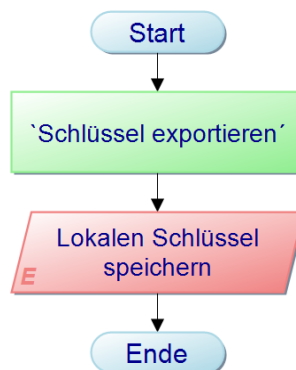 Start
`Schlüssel exportieren´
Lokalen Schlüssel
speichern
E
Ende